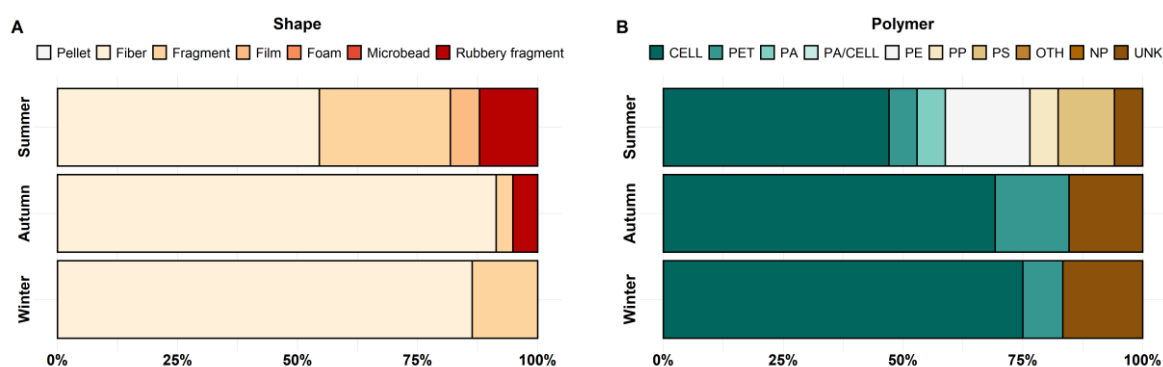 A
Shape
Pellet Fiber Fragment Film Foam Microbead Rubbery fragment
Summer
Autumn
Winter
0% 25% 50% 75% 100%
B
Polymer
CELL PET PA PA/CELL PE PP PS OTH NP UNK
Summer
Autumn
Winter
0% 25% 50% 75% 100%